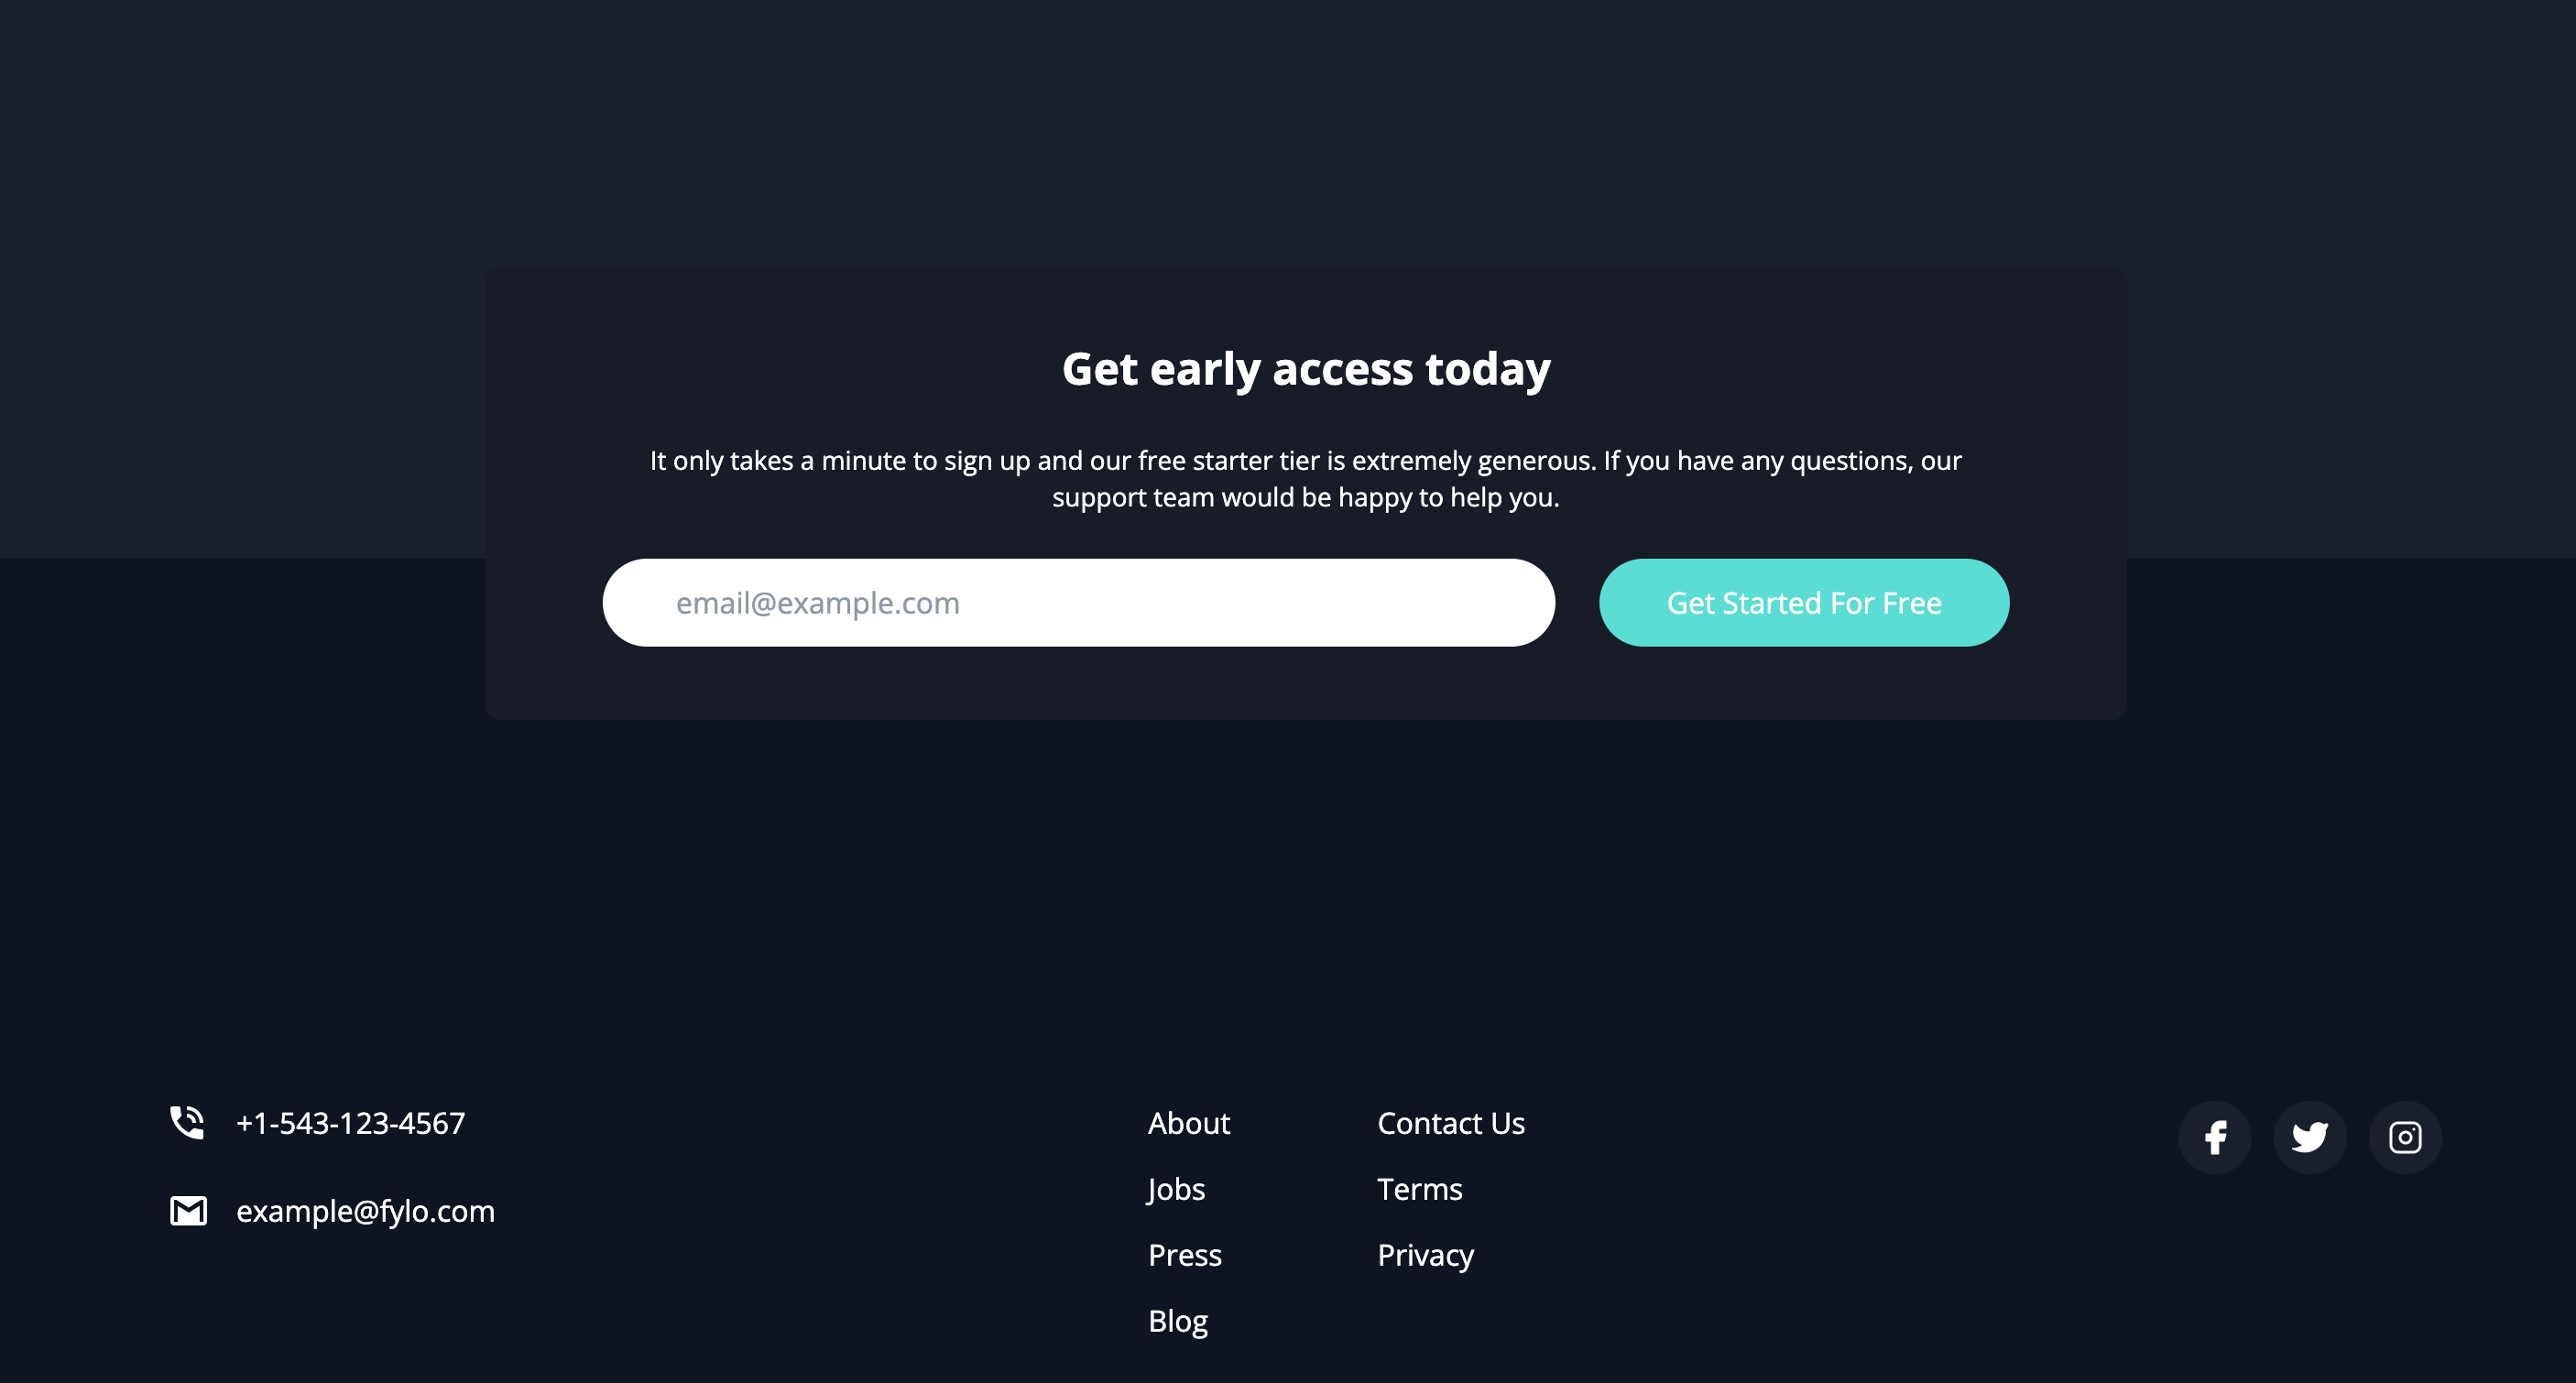 Get early access today
It only takes a minute to sign up and our free starter tier is extremely generous. If you have any questions, our
support team would be happy to help you.
email@example.com
Get Started For Free
+1-543-123-4567
example@fylo.com
About
Jobs
Press
Blog
Contact Us
Terms
Privacy